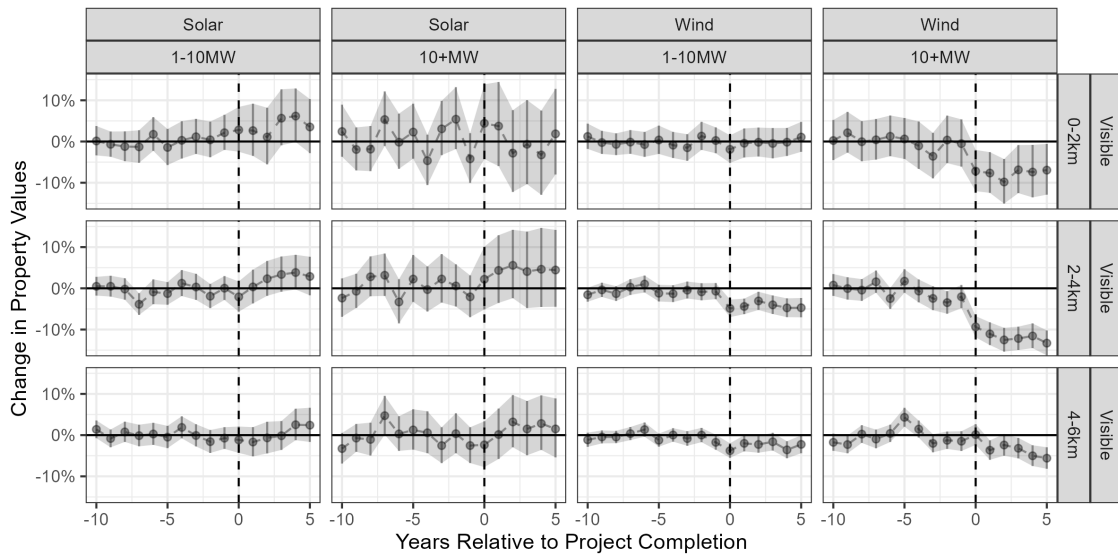 Solar Solar Wind Wind
1-10MW 10+MW 1-10MW 10+MW
Change in Property Values
10%
0%
-10%
Visible
0-2km
10%
0%
-10%
Visible
2-4km
10%
0%
-10%
Visible
4-6km
-10 -5 0 5 -10 -5 0 5 -10 -5 0 5 -10 -5 0 5
Years Relative to Project Completion